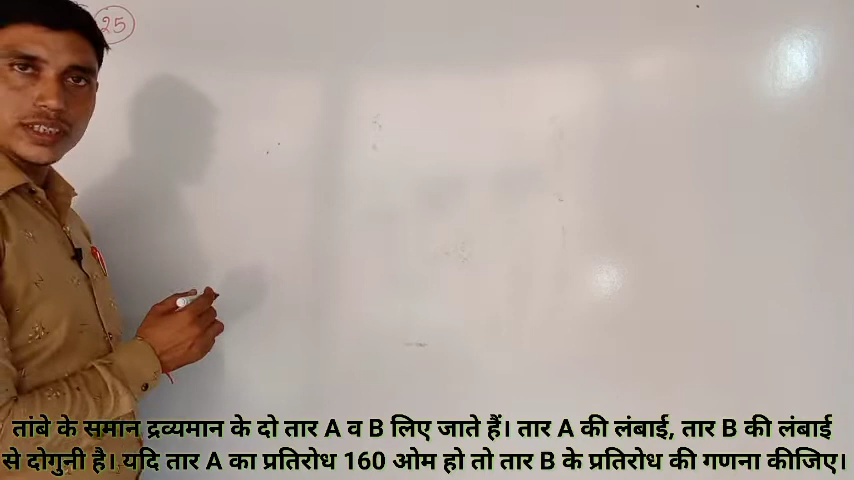 25
तांबे के समान द्रव्यमान के दो तार A व B लिए जाते हैं। तार A की लंबाई, तार B की लंबाई
से दोगुनी है। यदि तार A का प्रतिरोध 160 ओम हो तो तार B के प्रतिरोध की गणना कीजिए।